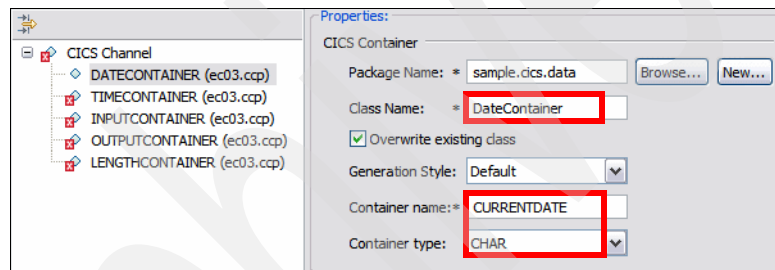 Properties:
CICS Channel
DATECONTAINER (ec03.ccp)
TIMECONTAINER (ec03.ccp)
INPUTCONTAINER (ec03.ccp)
OUTPUTCONTAINER (ec03.ccp)
LENGTHCONTAINER (ec03.ccp)
CICS Container
Package Name: * sample.cics.data Browse... New...
Class Name: * DateContainer
Overwrite existing class
Generation Style: Default
Container name:* CURRENTDATE
Container type: CHAR